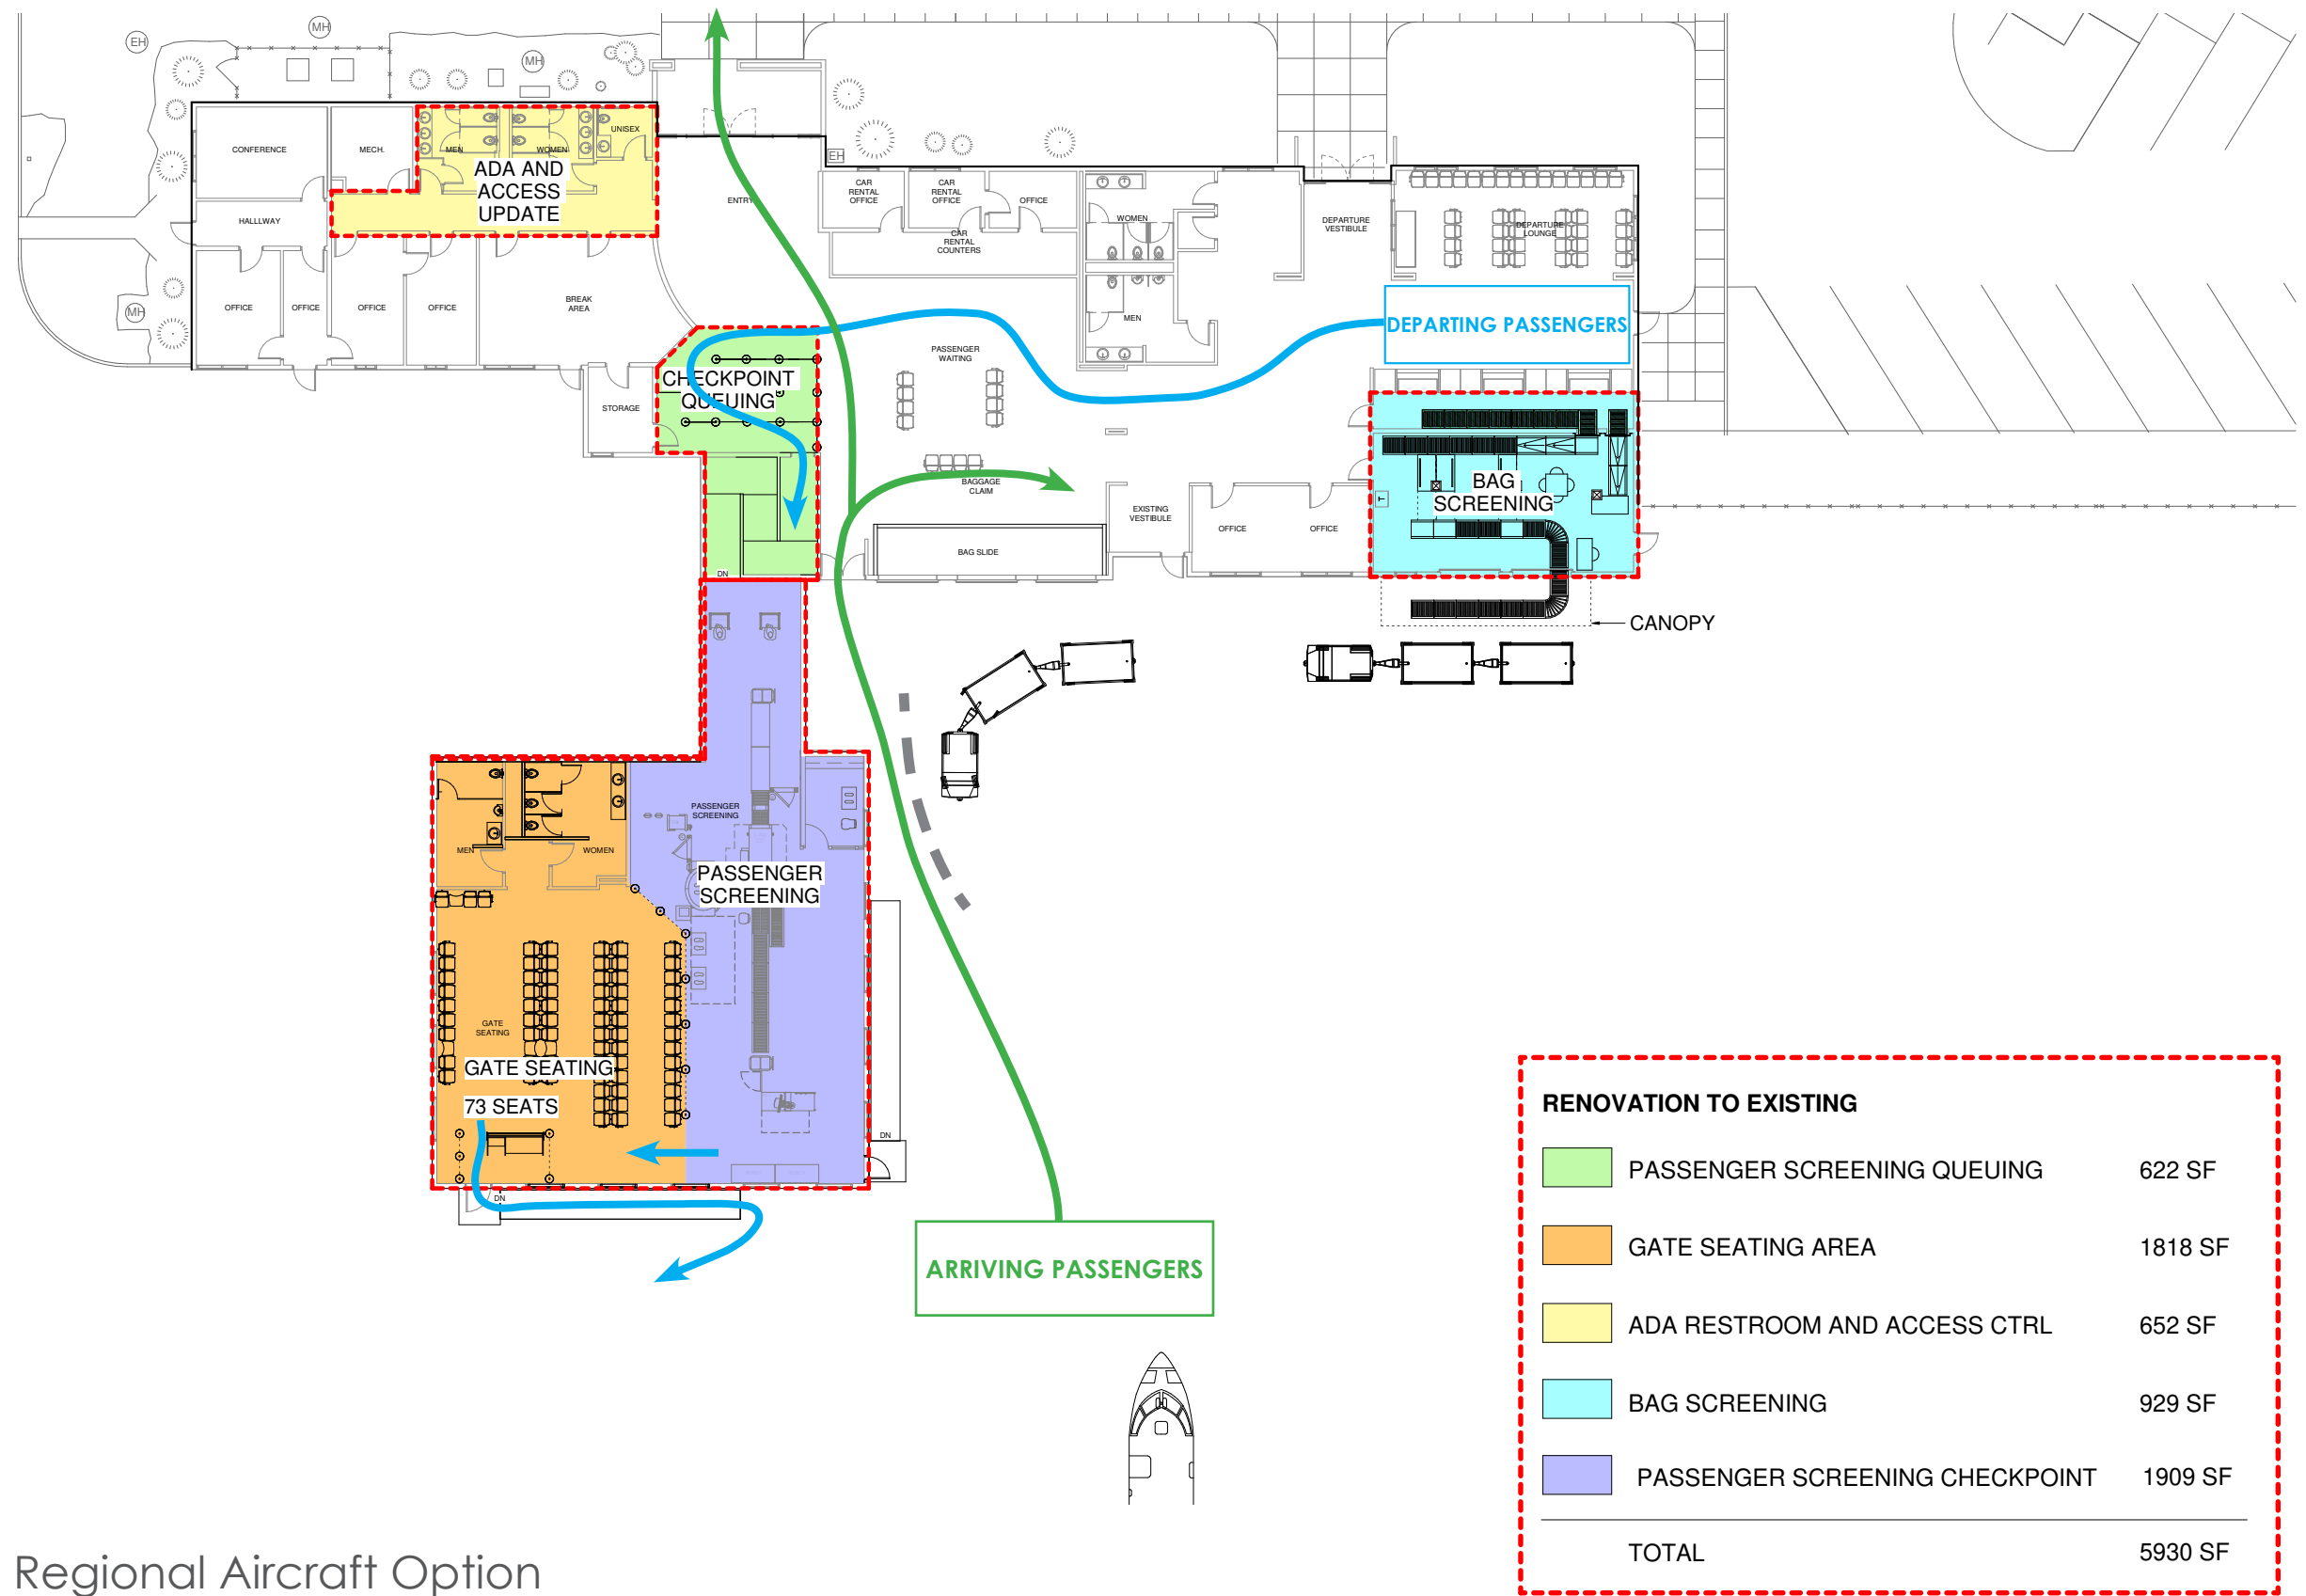 EH
MH
MH
UNISEX
CONFERENCE
MECH.
MEN
WOMEN
EH
ADA AND
ACCESS
UPDATE
CAR
RENTAL
OFFICE
CAR
RENTAL
OFFICE
OFFICE
ENTRY
HALLLWAY
WOMEN
DEPARTURE
VESTIBULE
DEPARTURE
LOUNGE
CAR
RENTAL
COUNTERS
OFFICE
OFFICE
OFFICE
OFFICE
BREAK
AREA
MH
MEN
DEPARTING PASSENGERS
PASSENGER
WAITING
CHECKPOINT
QUEUING
STORAGE
BAGGAGE
CLAIM
BAG
SCREENING
T
EXISTING
VESTIBULE
OFFICE
OFFICE
BAG SLIDE
DN
CANOPY
PASSENGER
SCREENING
MEN
WOMEN
PASSENGER
SCREENING
GATE
SEATING
GATE SEATING
73 SEATS
DN
DN
ARRIVING PASSENGERS
RENOVATION TO EXISTING
PASSENGER SCREENING QUEUING 622 SF
GATE SEATING AREA 1818 SF
ADA RESTROOM AND ACCESS CTRL 652 SF
BAG SCREENING 929 SF
PASSENGER SCREENING CHECKPOINT 1909 SF
TOTAL 5930 SF
Regional Aircraft Option